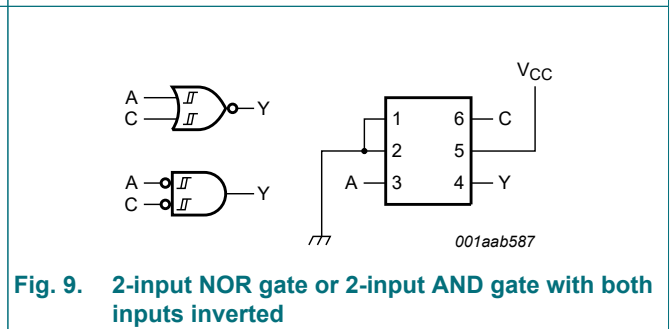 A
C
Y
A
C
Y
VCC
1
6
C
2
5
A
3
4
Y
001aab587
Fig. 9. 2-input NOR gate or 2-input AND gate with both
inputs inverted